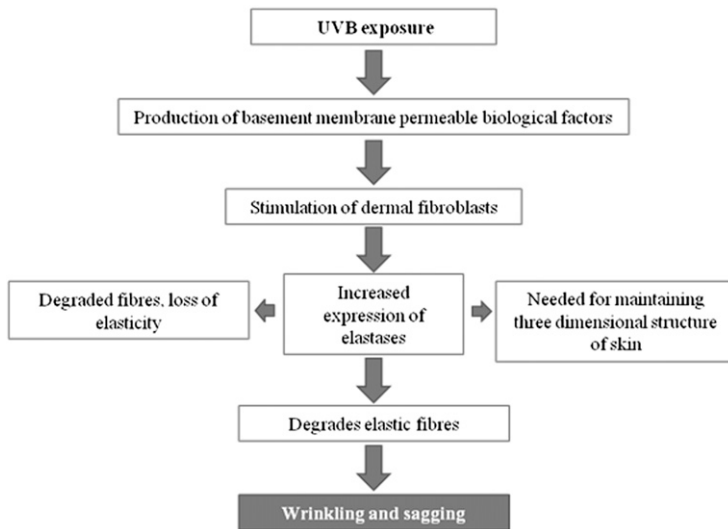 UVB exposure
Production of basement membrane permeable biological factors
Stimulation of dermal fibroblasts
Degraded fibres, loss of
elasticity
Increased
expression of
elastases
Needed for maintaining
three dimensional structure
of skin
Degrades elastic fibres
Wrinkling and sagging